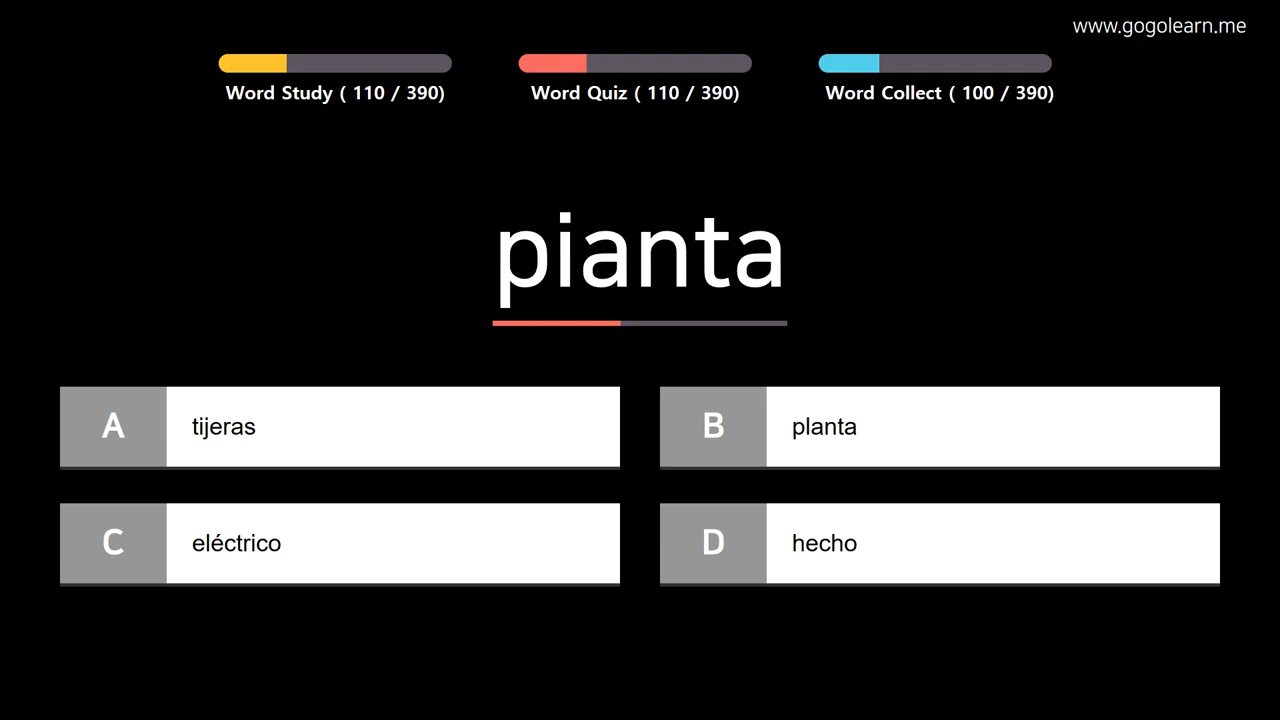 www.gogolearn.me
Word Study ( 110 / 390)
Word Quiz ( 110 / 390)
Word Collect ( 100 / 390)
pianta
A tijeras
B planta
C eléctrico
D hecho